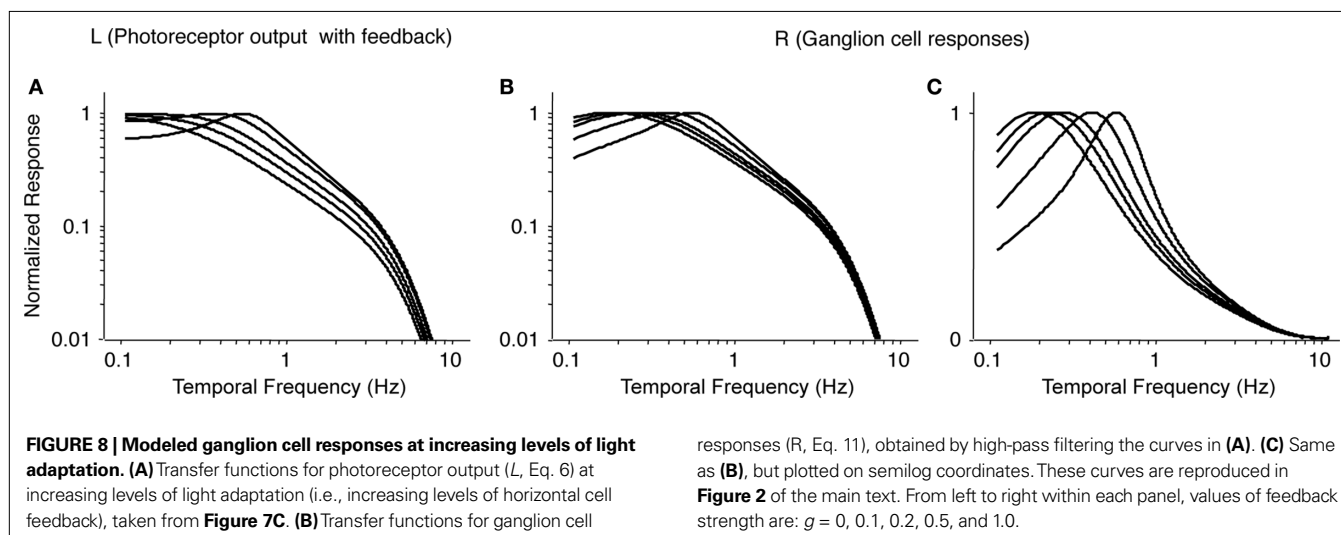 L (Photoreceptor output with feedback)
R (Ganglion cell responses)
A
B
C
Normalized Response
1
0.1
0.01
0.1
1
10
Temporal Frequency (Hz)
1
0.1
0.01
0.1
1
10
Temporal Frequency (Hz)
1
0
0.1
1
10
Temporal Frequency (Hz)
FIGURE 8 | Modeled ganglion cell responses at increasing levels of light
adaptation. (A) Transfer functions for photoreceptor output (L, Eq. 6) at
increasing levels of light adaptation (i.e., increasing levels of horizontal cell
feedback), taken from Figure 7C. (B) Transfer functions for ganglion cell
responses (R, Eq. 11), obtained by high-pass filtering the curves in (A). (C) Same
as (B), but plotted on semilog coordinates. These curves are reproduced in
Figure 2 of the main text. From left to right within each panel, values of feedback
strength are: g = 0, 0.1, 0.2, 0.5, and 1.0.